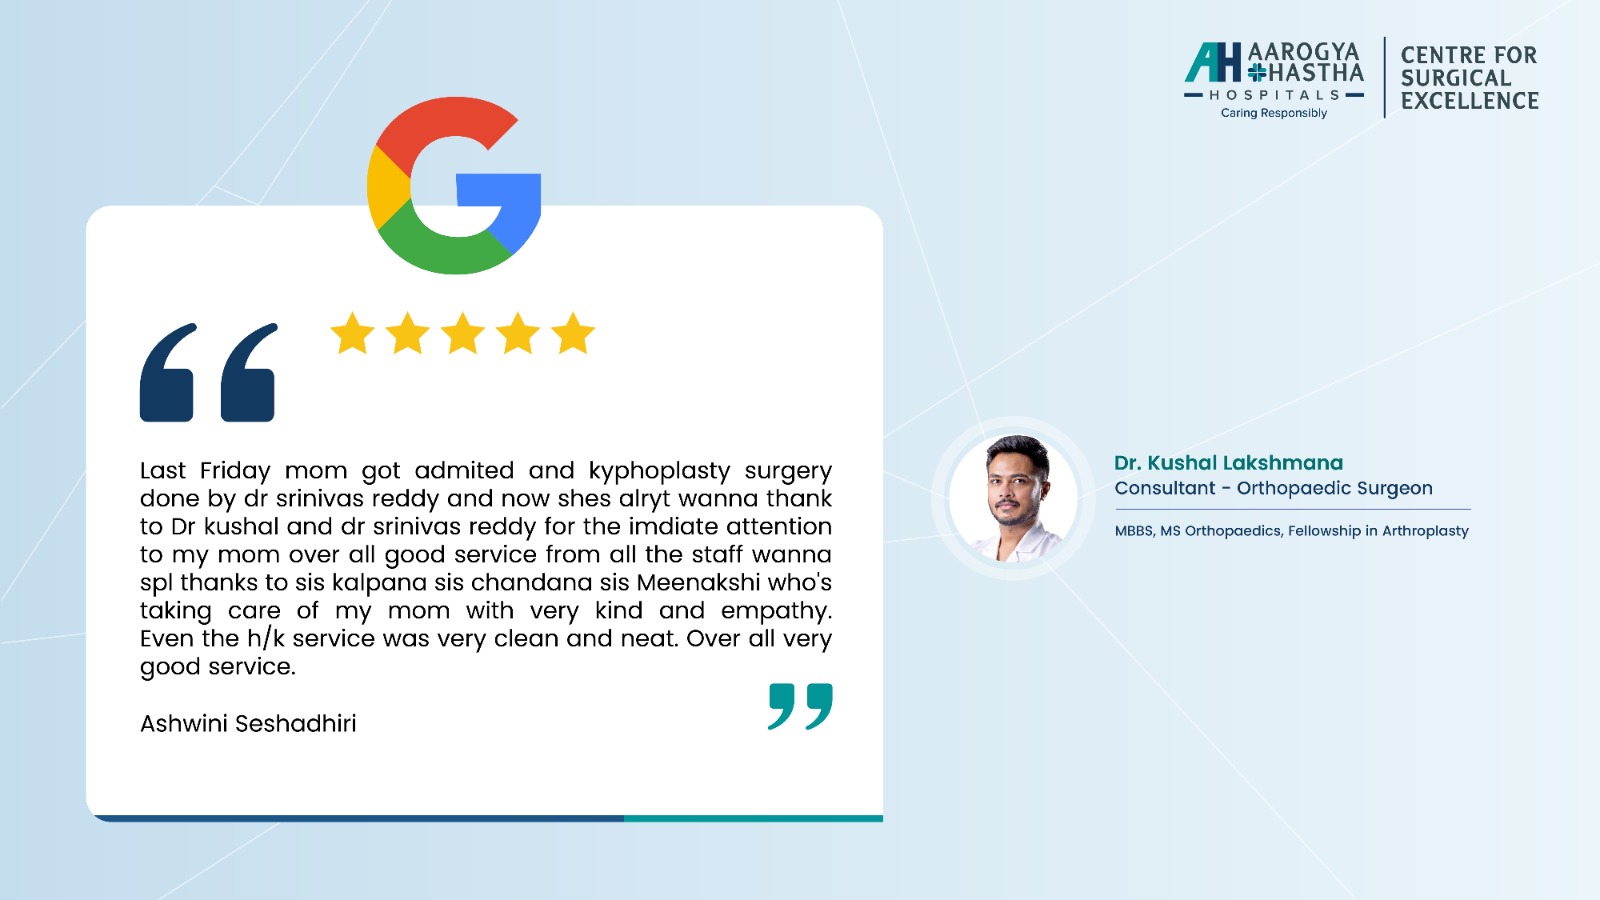 AH AAROGYA
HASTHA
HOSPITALS
Caring Responsibly
CENTRE FOR
SURGICAL
EXCELLENCE
G
Last Friday mom got admited and kyphoplasty surgery
done by dr srinivas reddy and now shes alryt wanna thank
to Dr kushal and dr srinivas reddy for the imdiate attention
to my mom over all good service from all the staff wanna
spl thanks to sis kalpana sis chandana sis Meenakshi who's
taking care of my mom with very kind and empathy.
Even the h/k service was very clean and neat. Over all very
good service.
Ashwini Seshadhiri
Dr. Kushal Lakshmana
Consultant - Orthopaedic Surgeon
MBBS, MS Orthopaedics, Fellowship in Arthroplasty